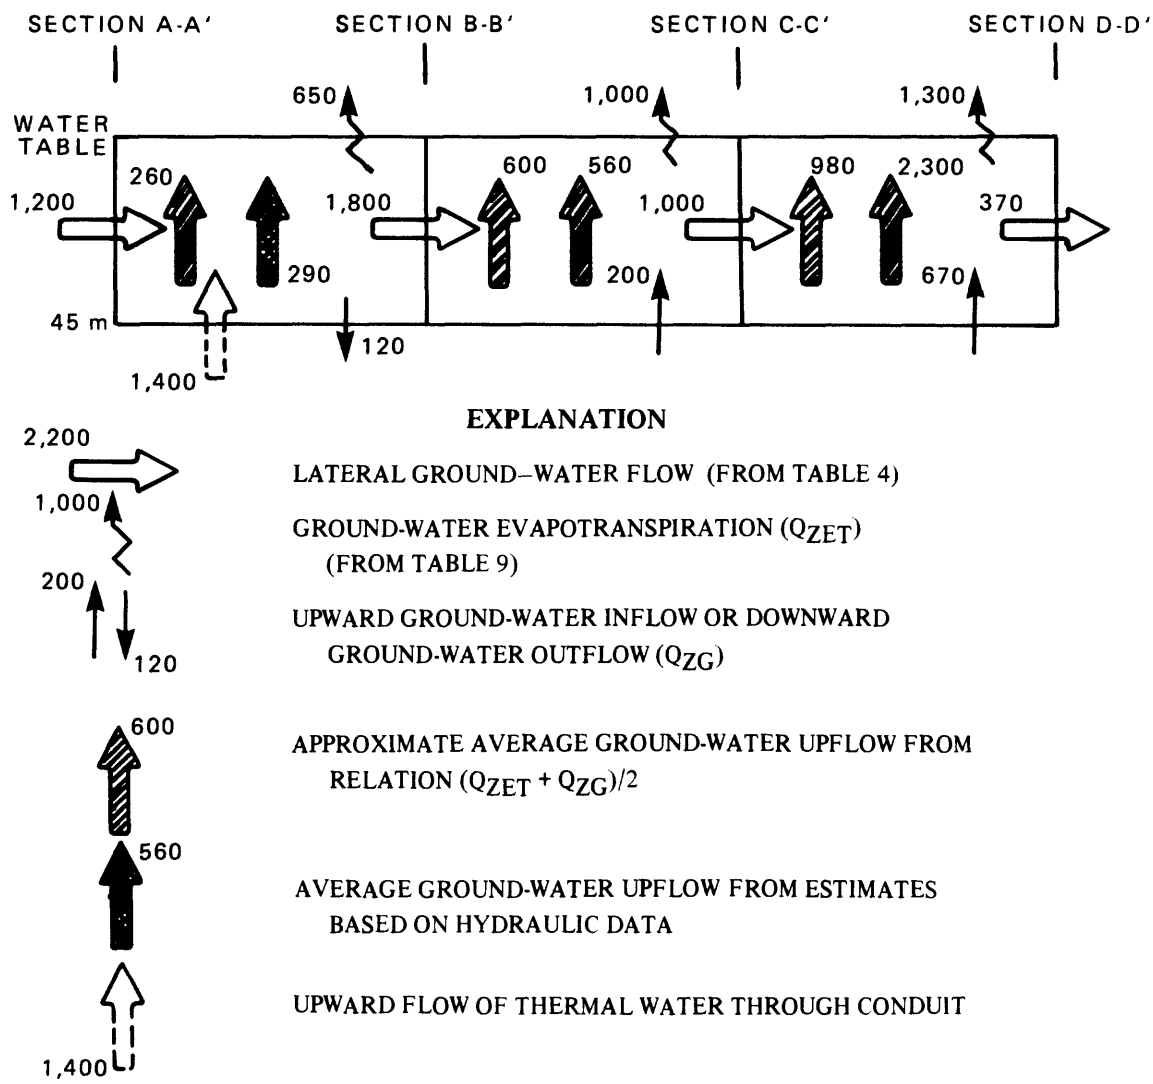 SECTION A-A' SECTION B-B' SECTION C-C' SECTION D-D'
650 1,000 1,300
WATER
TABLE
260 600 560 980 2,300
1,200 1,800 1,000 370
290 200 670
45 m
120
1,400
EXPLANATION
2,200
LATERAL GROUND–WATER FLOW (FROM TABLE 4)
1,000
GROUND-WATER EVAPOTRANSPIRATION (QZET)
(FROM TABLE 9)
200
UPWARD GROUND-WATER INFLOW OR DOWNWARD
GROUND-WATER OUTFLOW (QZG)
120
600
APPROXIMATE AVERAGE GROUND-WATER UPFLOW FROM
RELATION (QZET + QZG)/2
560
AVERAGE GROUND-WATER UPFLOW FROM ESTIMATES
BASED ON HYDRAULIC DATA
UPWARD FLOW OF THERMAL WATER THROUGH CONDUIT
1,400